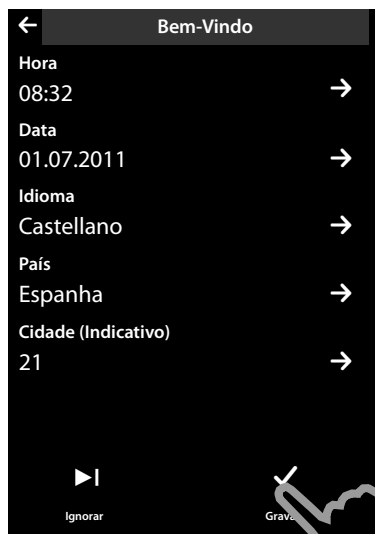 Bem-Vindo
Hora
08:32
Data
01.07.2011
Idioma
Castellano
País
Espanha
Cidade (Indicativo)
21
Ignorar